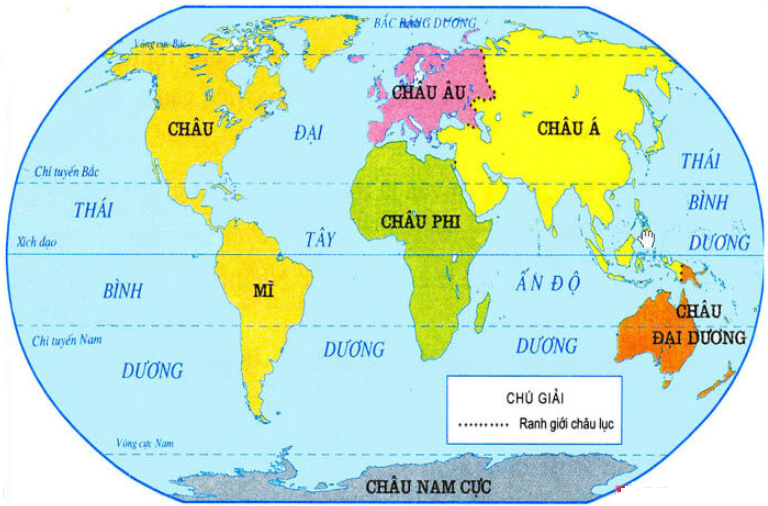 BẮC BĂNG DƯƠNG
Vòng cực Bắc
CHÂU ÂU
CHÂU
ĐẠI
CHÂU Á
THÁI
Chí tuyến Bắc
BÌNH
THÁI
CHÂU PHI
TÂY
DƯƠNG
Xích đạo
ẤN ĐỘ
BÌNH
MĨ
CHÂU
ĐẠI DƯƠNG
Chí tuyến Nam
DƯƠNG
DƯƠNG
DƯƠNG
CHÚ GIẢI
Ranh giới châu lục
Vòng cực Nam
CHÂU NAM CỰC